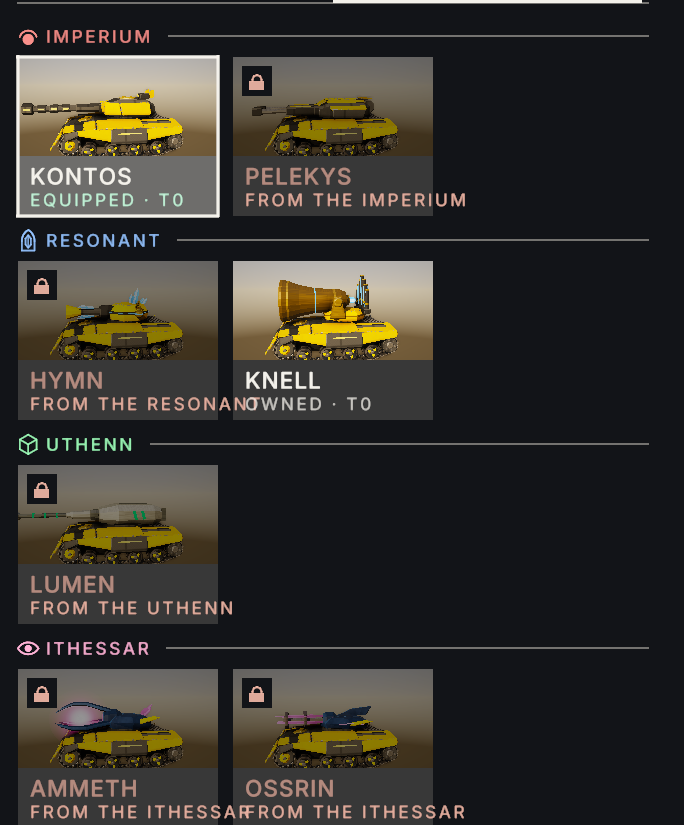 IMPERIUM
KONTOS
EQUIPPED · T0
PELEKYS
FROM THE IMPERIUM
RESONANT
HYMN
FROM THE RESONANT
KNELL
OWNED · T0
UTHENN
LUMEN
FROM THE UTHENN
ITHESSAR
AMMETH
FROM THE ITHESSAR
OSSRIN
FROM THE ITHESSAR